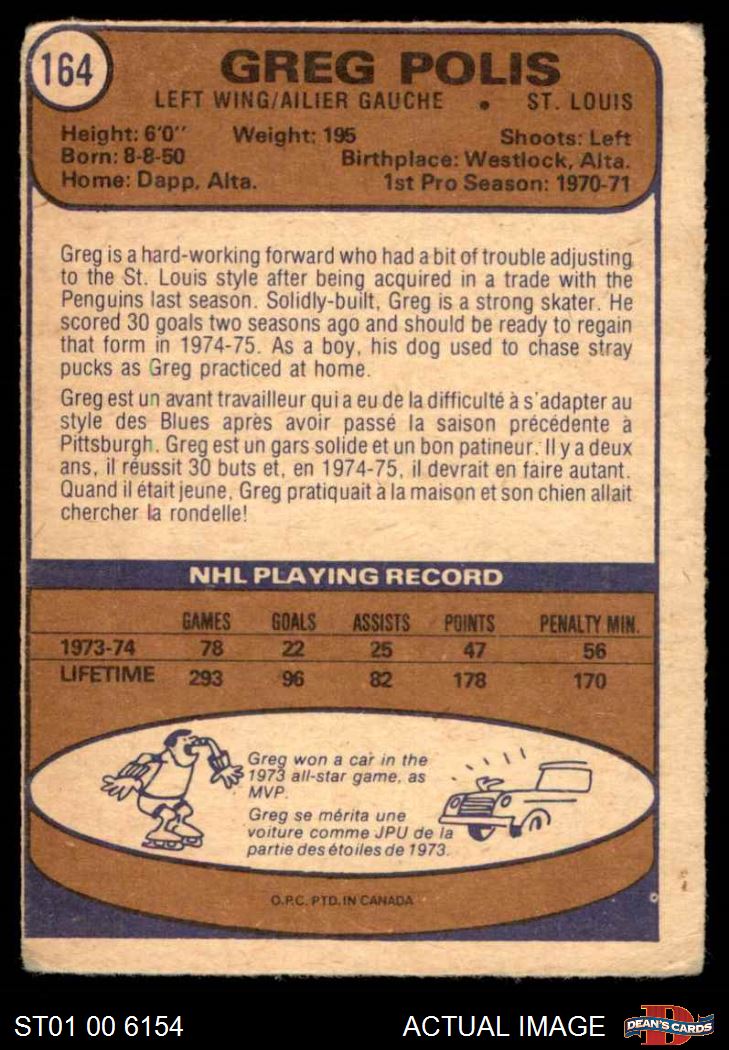 164
GREG POLIS
LEFT WING/AILIER GAUCHE • ST. LOUIS
Height: 6'0'' Weight: 195 Shoots: Left
Born: 8-8-50 Birthplace: Westlock, Alta.
Home: Dapp, Alta. 1st Pro Season: 1970-71
Greg is a hard-working forward who had a bit of trouble adjusting
to the St. Louis style after being acquired in a trade with the
Penguins last season. Solidly-built, Greg is a strong skater. He
scored 30 goals two seasons ago and should be ready to regain
that form in 1974-75. As a boy, his dog used to chase stray
pucks as Greg practiced at home.
Greg est un avant travailleur qui a eu de la difficulté à s'adapter au
style des Blues après avoir passé la saison précédente à
Pittsburgh. Greg est un gars solide et un bon patineur. Il y a deux
ans, il réussit 30 buts et, en 1974-75, il devrait en faire autant.
Quand il était jeune, Greg pratiquait à la maison et son chien allait
chercher la rondelle!
NHL PLAYING RECORD
GAMES GOALS ASSISTS POINTS PENALTY MIN.
1973-74 78 22 25 47 56
LIFETIME 293 96 82 178 170
Greg won a car in the
1973 all-star game, as
MVP.
Greg se mérita une
voiture comme JPU de la
partie des étoiles de 1973.
O.P.C. PTD. IN CANADA
ST01 00 6154 ACTUAL IMAGE DEAN'S CARDS